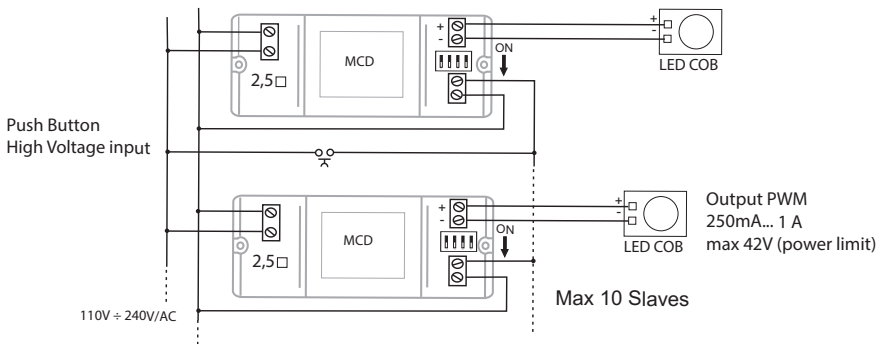 +
-
MCD
ON
2,5
+
-
LED COB
Push Button
High Voltage input
+
-
MCD
ON
2,5
+
-
LED COB
Output PWM
250mA... 1 A
max 42V (power limit)
Max 10 Slaves
110V ÷ 240V/AC